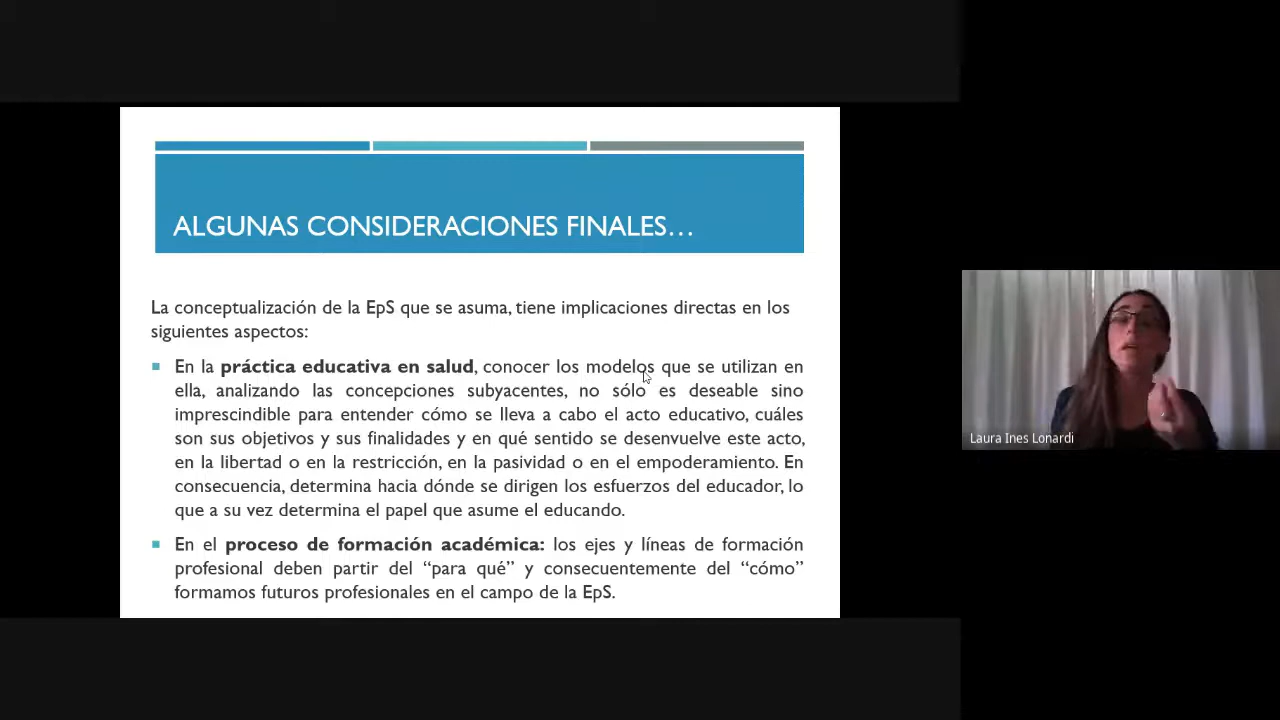 ALGUNAS CONSIDERACIONES FINALES…
La conceptualización de la EpS que se asuma, tiene implicaciones directas en los
siguientes aspectos:
En la práctica educativa en salud, conocer los modelos que se utilizan en
ella, analizando las concepciones subyacentes, no sólo es deseable sino
imprescindible para entender cómo se lleva a cabo el acto educativo, cuáles
son sus objetivos y sus finalidades y en qué sentido se desenvuelve este acto,
en la libertad o en la restricción, en la pasividad o en el empoderamiento. En
consecuencia, determina hacia dónde se dirigen los esfuerzos del educador, lo
que a su vez determina el papel que asume el educando.
En el proceso de formación académica: los ejes y líneas de formación
profesional deben partir del “para qué” y consecuentemente del “cómo”
formamos futuros profesionales en el campo de la EpS.
Laura Ines Lonardi